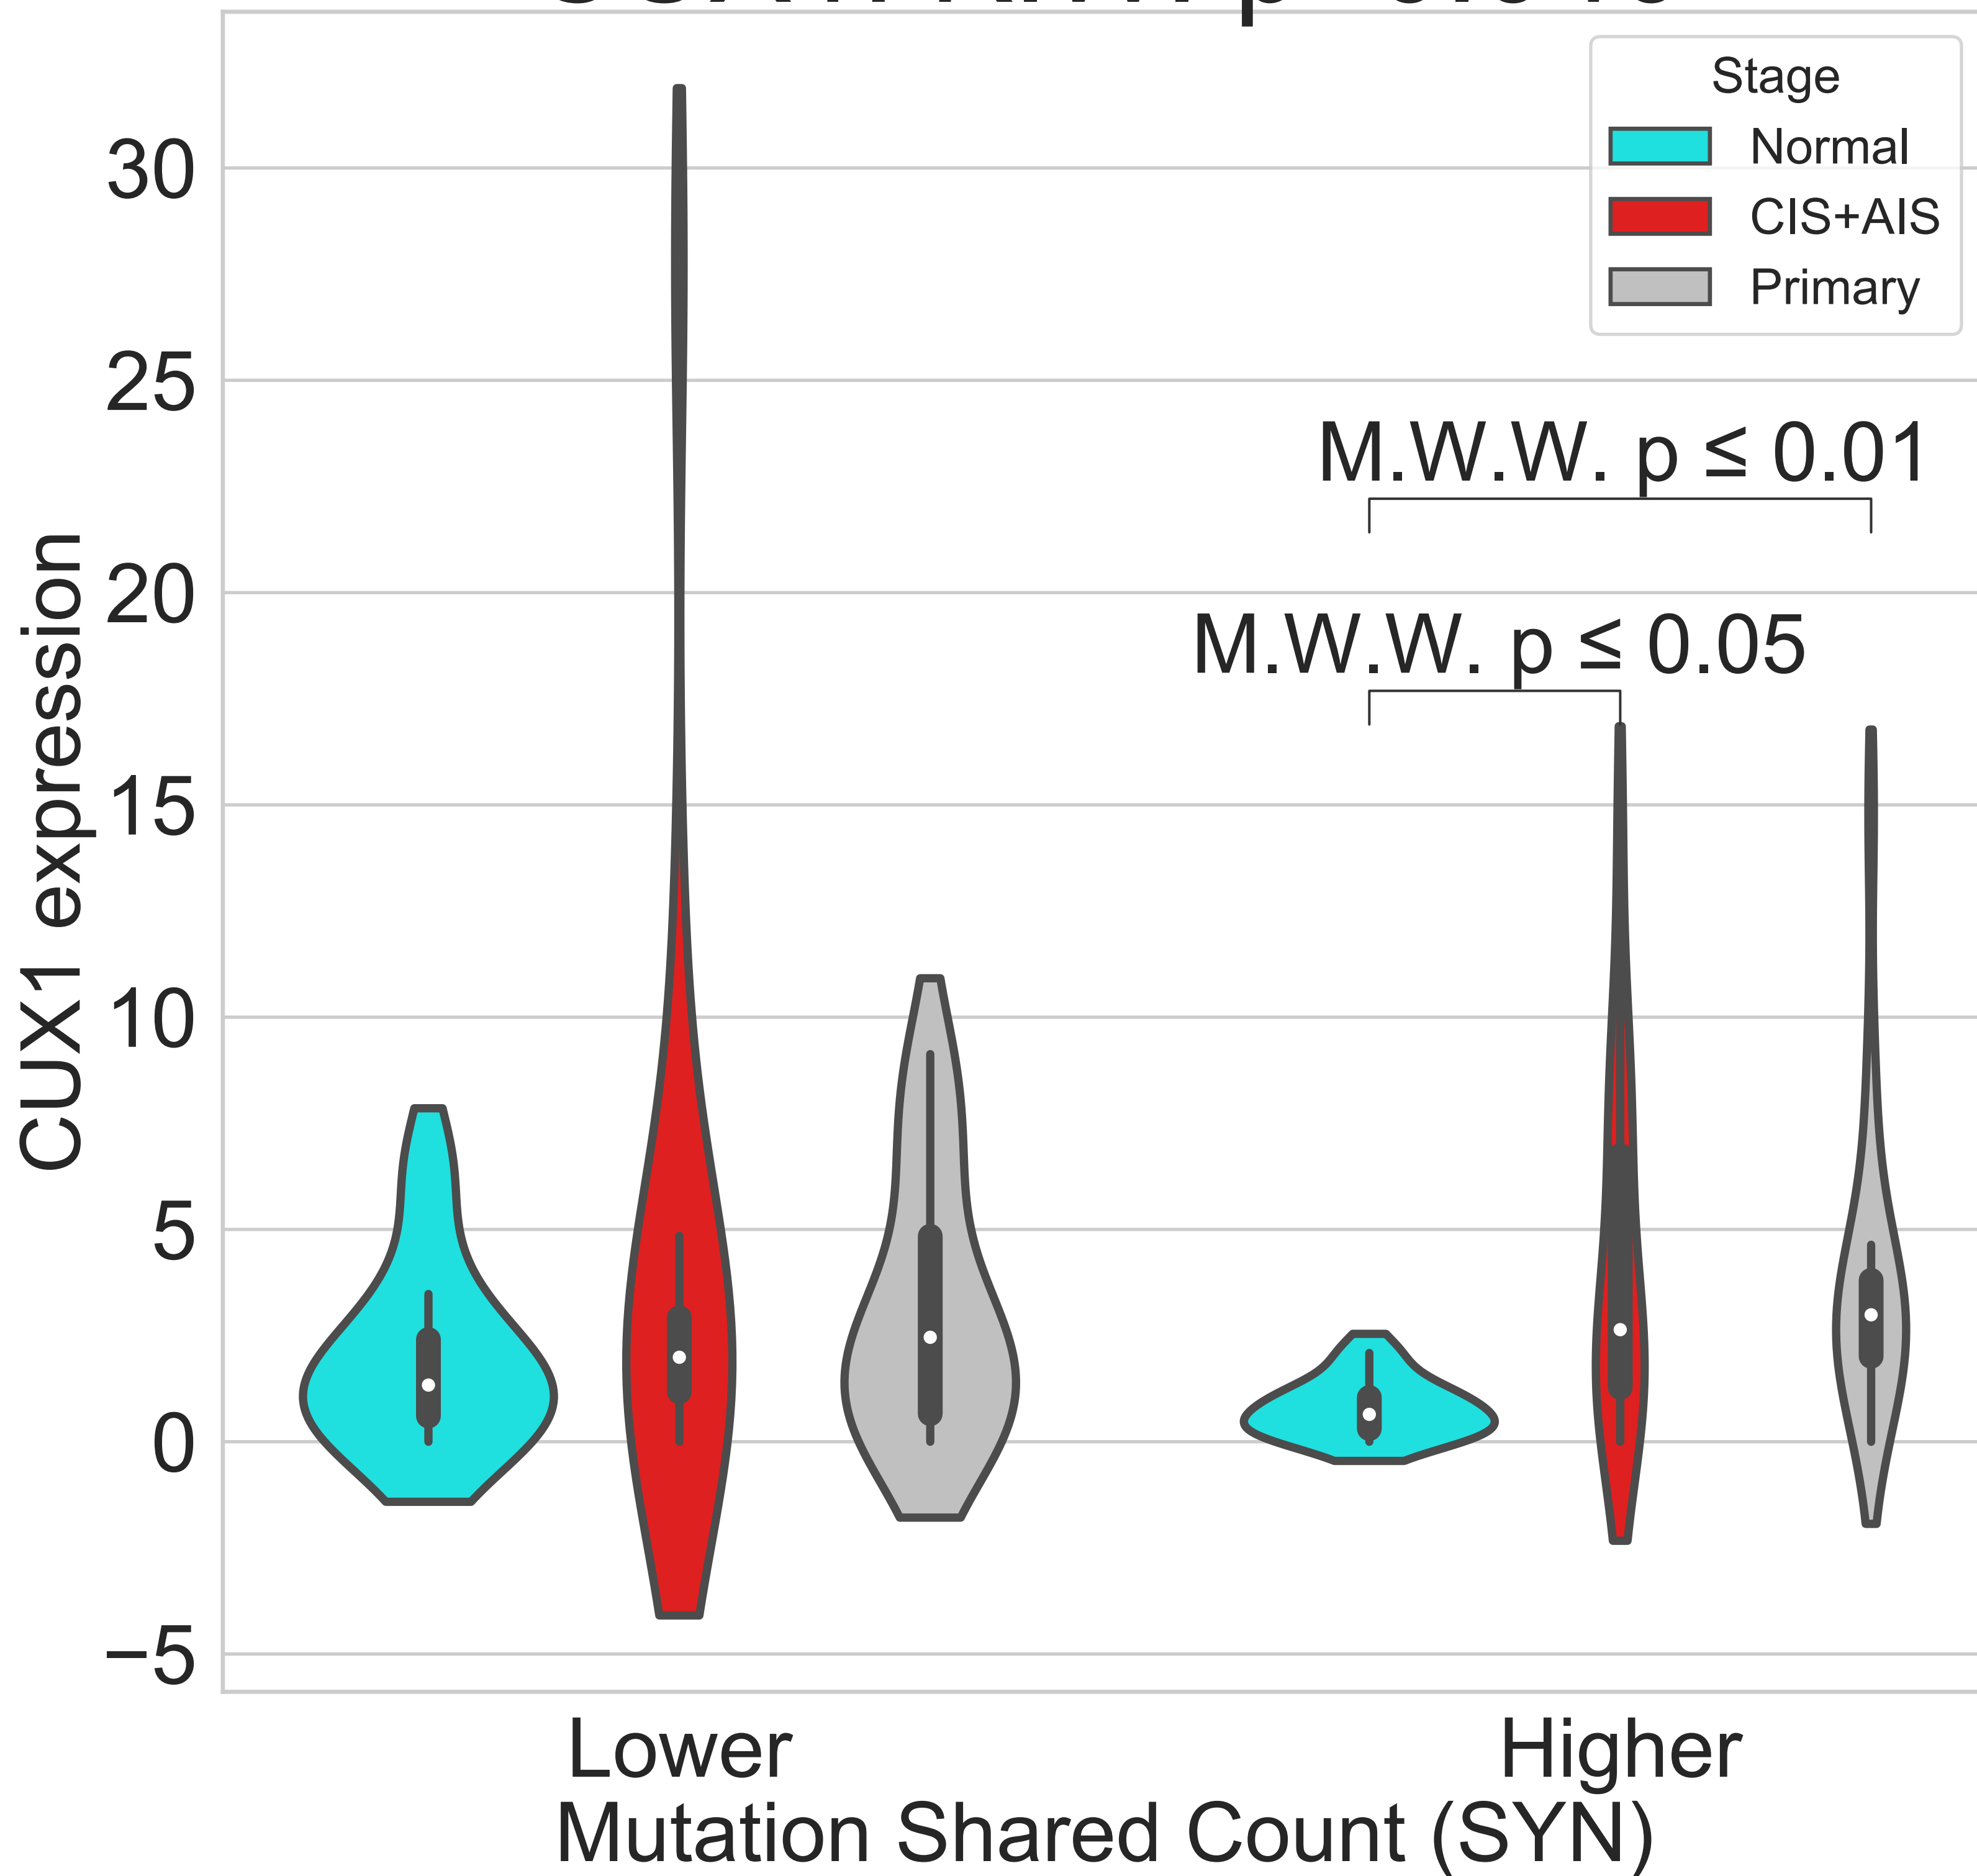 Stage
Normal
CIS+AIS
Primary
30
25
20
15
10
5
0
−5
CUX1 expression
M.W.W. p ≤ 0.01
M.W.W. p ≤ 0.05
Lower
Higher
Mutation Shared Count (SYN)